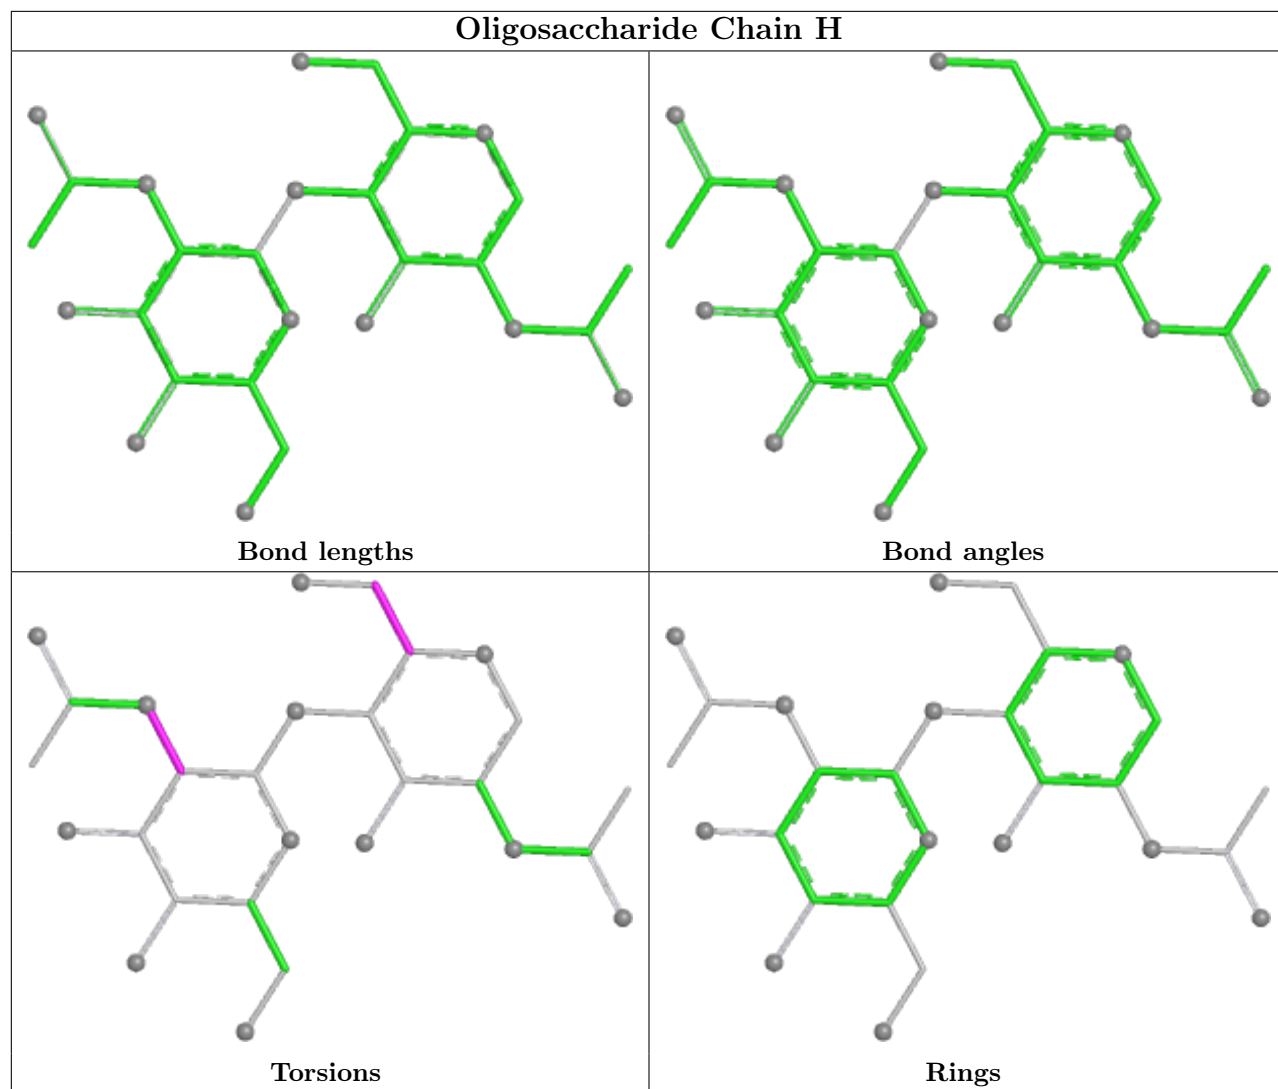 Oligosaccharide Chain H
Bond lengths
Bond angles
Torsions
Rings